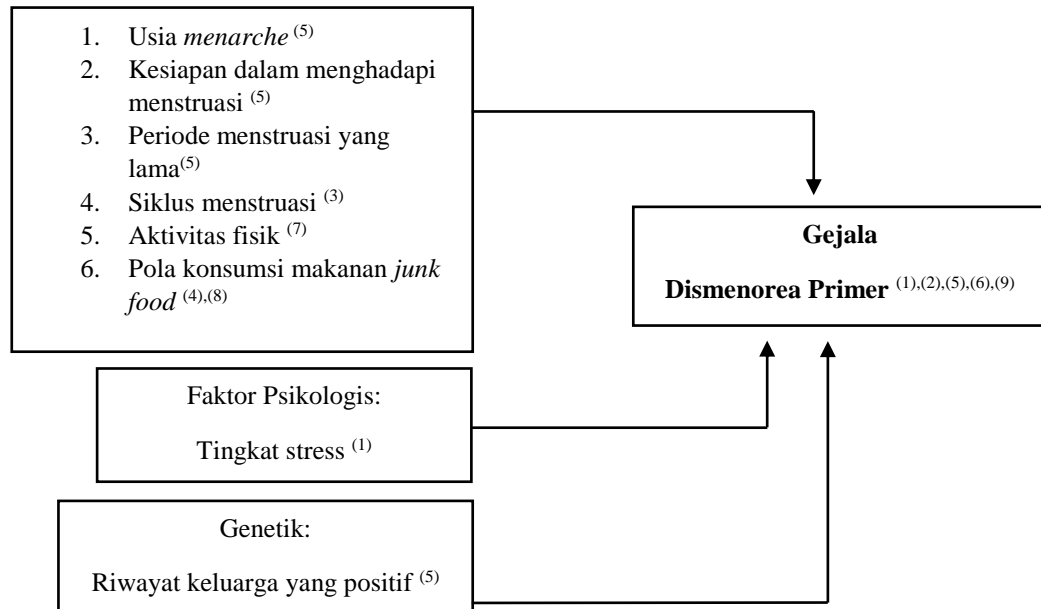 1. Usia menarche (5)
2. Kesiapan dalam menghadapi
menstruasi (5)
3. Periode menstruasi yang
lama(5)
4. Siklus menstruasi (3)
5. Aktivitas fisik (7)
6. Pola konsumsi makanan junk
food (4),(8)
Gejala
Dismenorea Primer (1),(2),(5),(6),(9)
Faktor Psikologis:
Tingkat stress (1)
Genetik:
Riwayat keluarga yang positif (5)